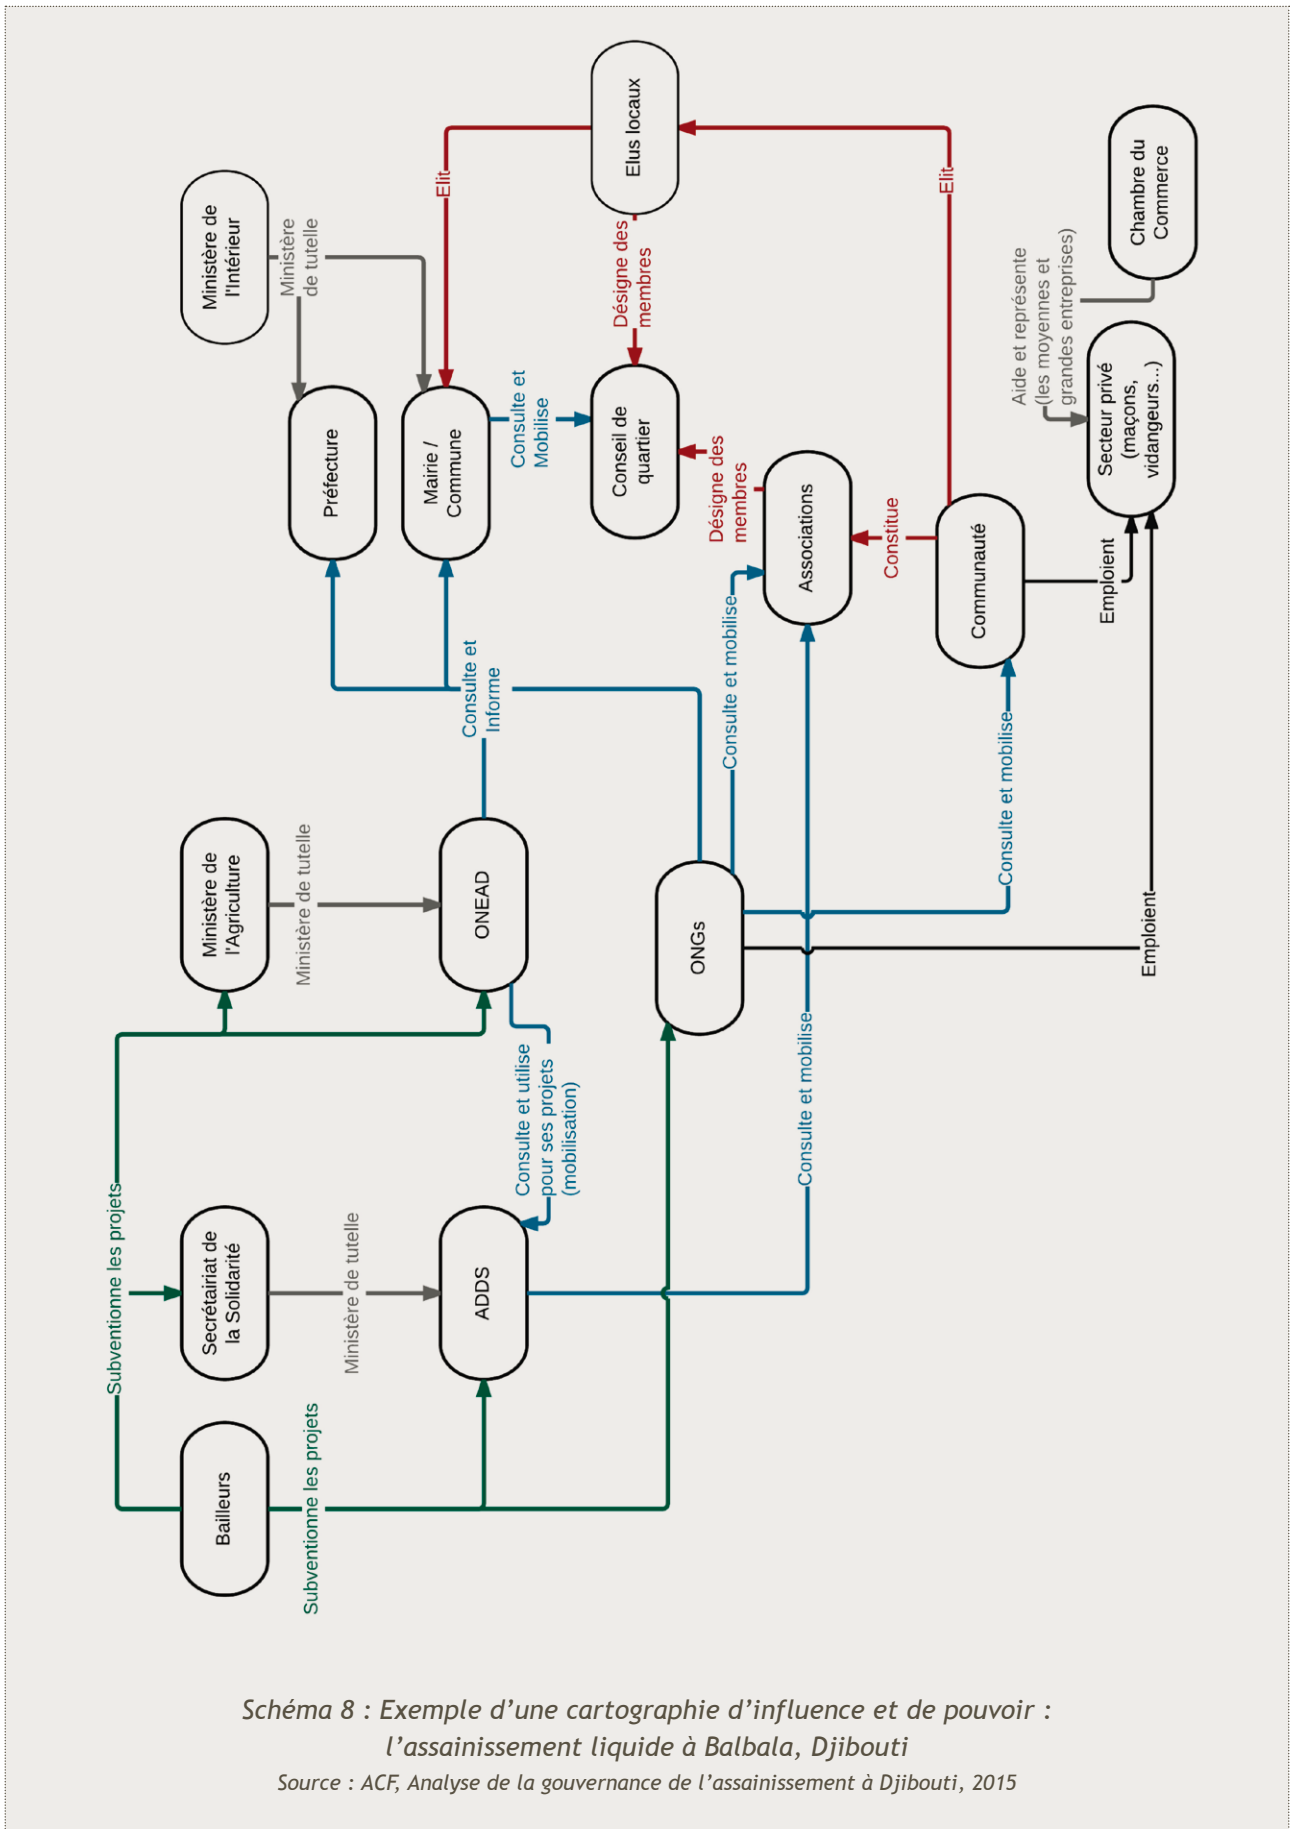 Bailleurs
Subventionne les projets
Subventionne les projets
Secrétairiat de
la Solidarité
Ministère de tutelle
ADDS
Consulte et utilise
pour ses projets
(mobilisation)
Consulte et mobilise
Ministère de
l'Agriculture
Ministère de tutelle
ONEAD
Consulte et
Informe
ONGs
Consulte et mobilise
Consulte et mobilise
Emploient
Ministère de
l'Intérieur
Ministère
de tutelle
Préfecture
Mairie /
Commune
Consulte et
Mobilise
Elit
Elus locaux
Désigne des
membres
Conseil de
quartier
Désigne des
membres
Associations
Constitue
Communauté
Elit
Emploient
Secteur privé
(maçons,
vidangeurs...)
Aide et représente
(les moyennes et
grandes entreprises)
Chambre du
Commerce
Schéma 8 : Exemple d’une cartographie d’influence et de pouvoir :
l’assainissement liquide à Balbala, Djibouti
Source : ACF, Analyse de la gouvernance de l’assainissement à Djibouti, 2015